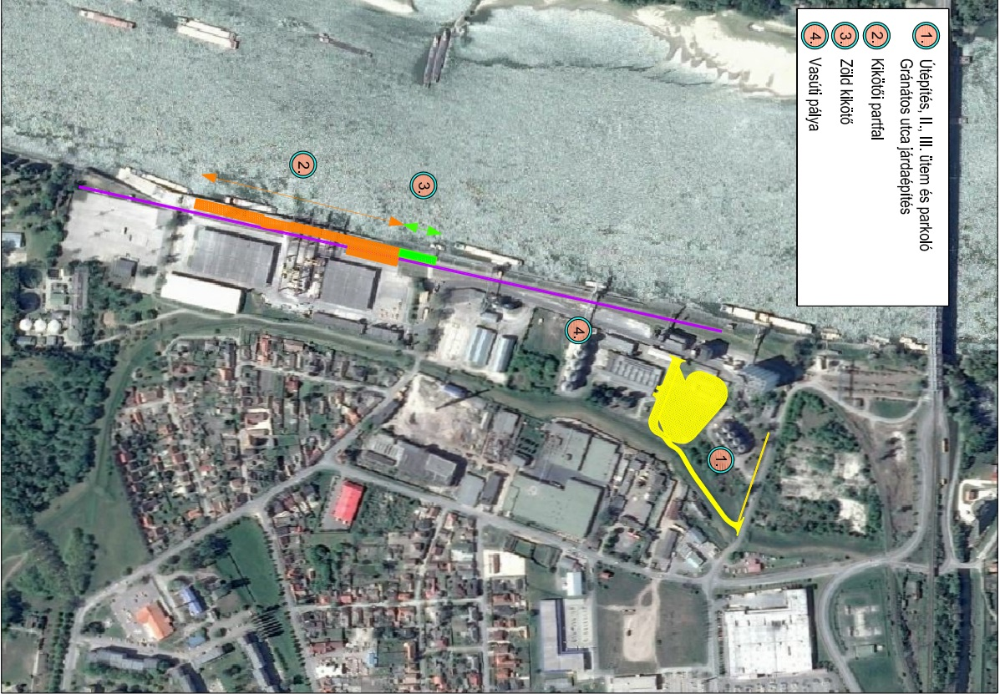 1. Útépítés, II., III. ütem és parkoló
Gránátos utca járdaépítés
2. Kikötői partfal
3. Zöld kikötő
4. Vasúti pálya
1.
2.
3.
4.